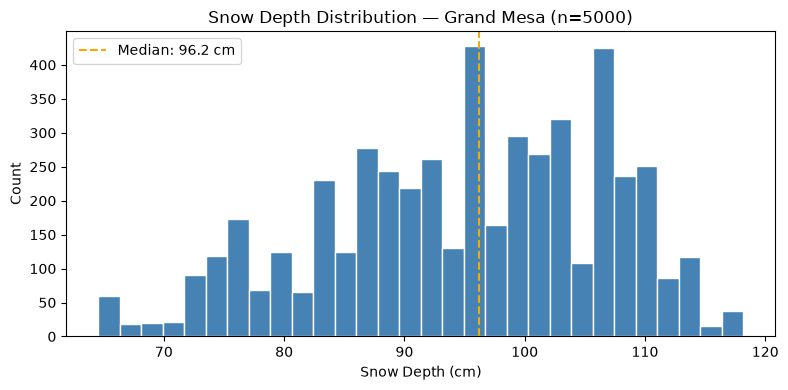 Snow Depth Distribution — Grand Mesa (n=5000)
Median: 96.2 cm
Count
400
350
300
250
200
150
100
50
0
70 80 90 100 110 120
Snow Depth (cm)